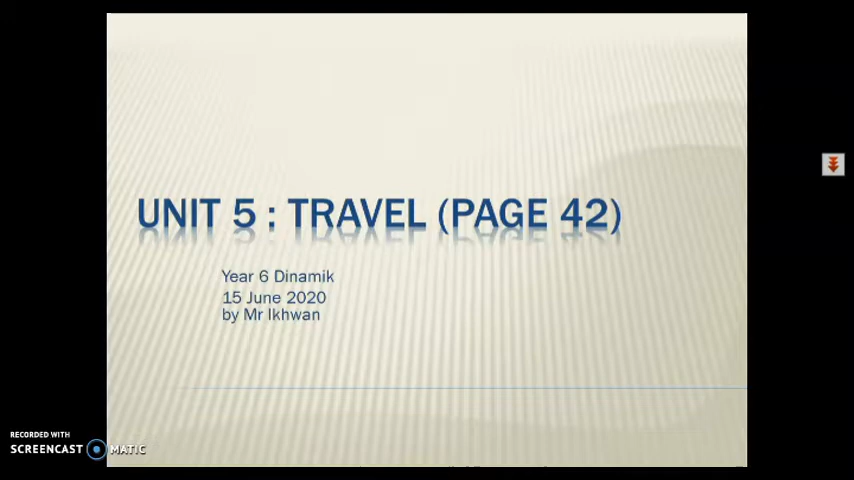 UNIT 5 : TRAVEL (PAGE 42)
Year 6 Dinamik
15 June 2020
by Mr Ikhwan
RECORDED WITH
SCREENCAST MATIC